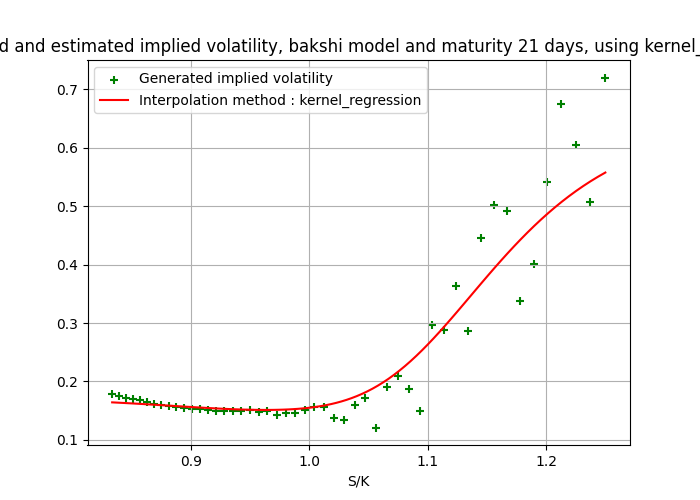 d and estimated implied volatility, bakshi model and maturity 21 days, using kernel_
Generated implied volatility
Interpolation method : kernel_regression
0.7
0.6
0.5
0.4
0.3
0.2
0.1
0.9 1.0 1.1 1.2
S/K